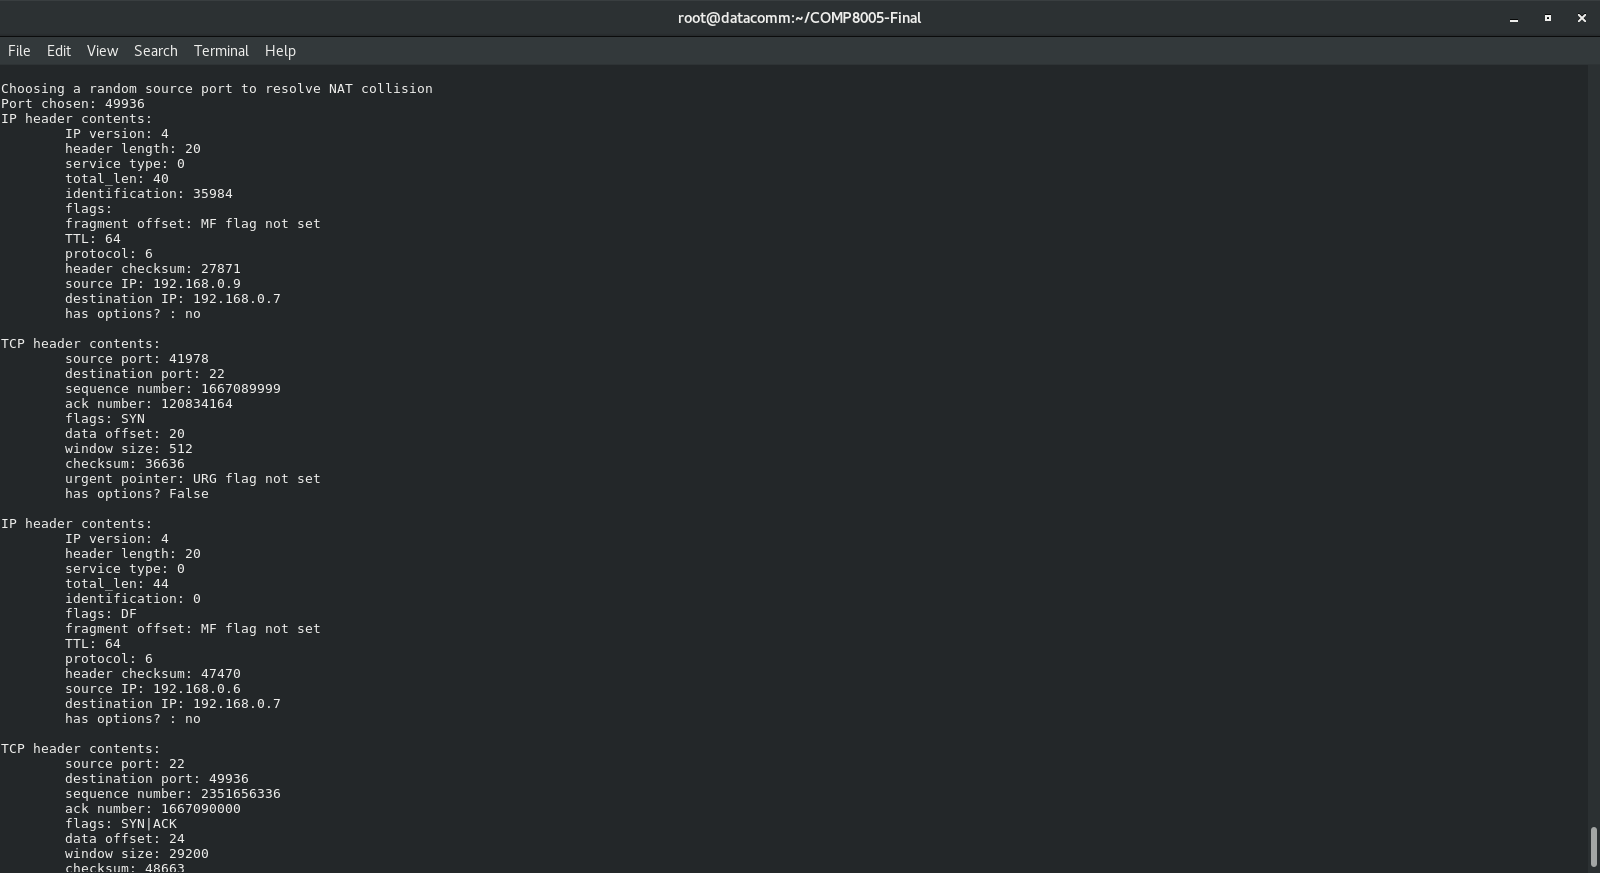 root@datacomm:~/COMP8005-Final
File Edit View Search Terminal Help
Choosing a random source port to resolve NAT collision
Port chosen: 49936
IP header contents:
IP version: 4
header length: 20
service type: 0
total_len: 40
identification: 35984
flags:
fragment offset: MF flag not set
TTL: 64
protocol: 6
header checksum: 27871
source IP: 192.168.0.9
destination IP: 192.168.0.7
has options? : no
TCP header contents:
source port: 41978
destination port: 22
sequence number: 1667089999
ack number: 120834164
flags: SYN
data offset: 20
window size: 512
checksum: 36636
urgent pointer: URG flag not set
has options? False
IP header contents:
IP version: 4
header length: 20
service type: 0
total_len: 44
identification: 0
flags: DF
fragment offset: MF flag not set
TTL: 64
protocol: 6
header checksum: 47470
source IP: 192.168.0.6
destination IP: 192.168.0.7
has options? : no
TCP header contents:
source port: 22
destination port: 49936
sequence number: 2351656336
ack number: 1667090000
flags: SYN|ACK
data offset: 24
window size: 29200
checksum: 48663